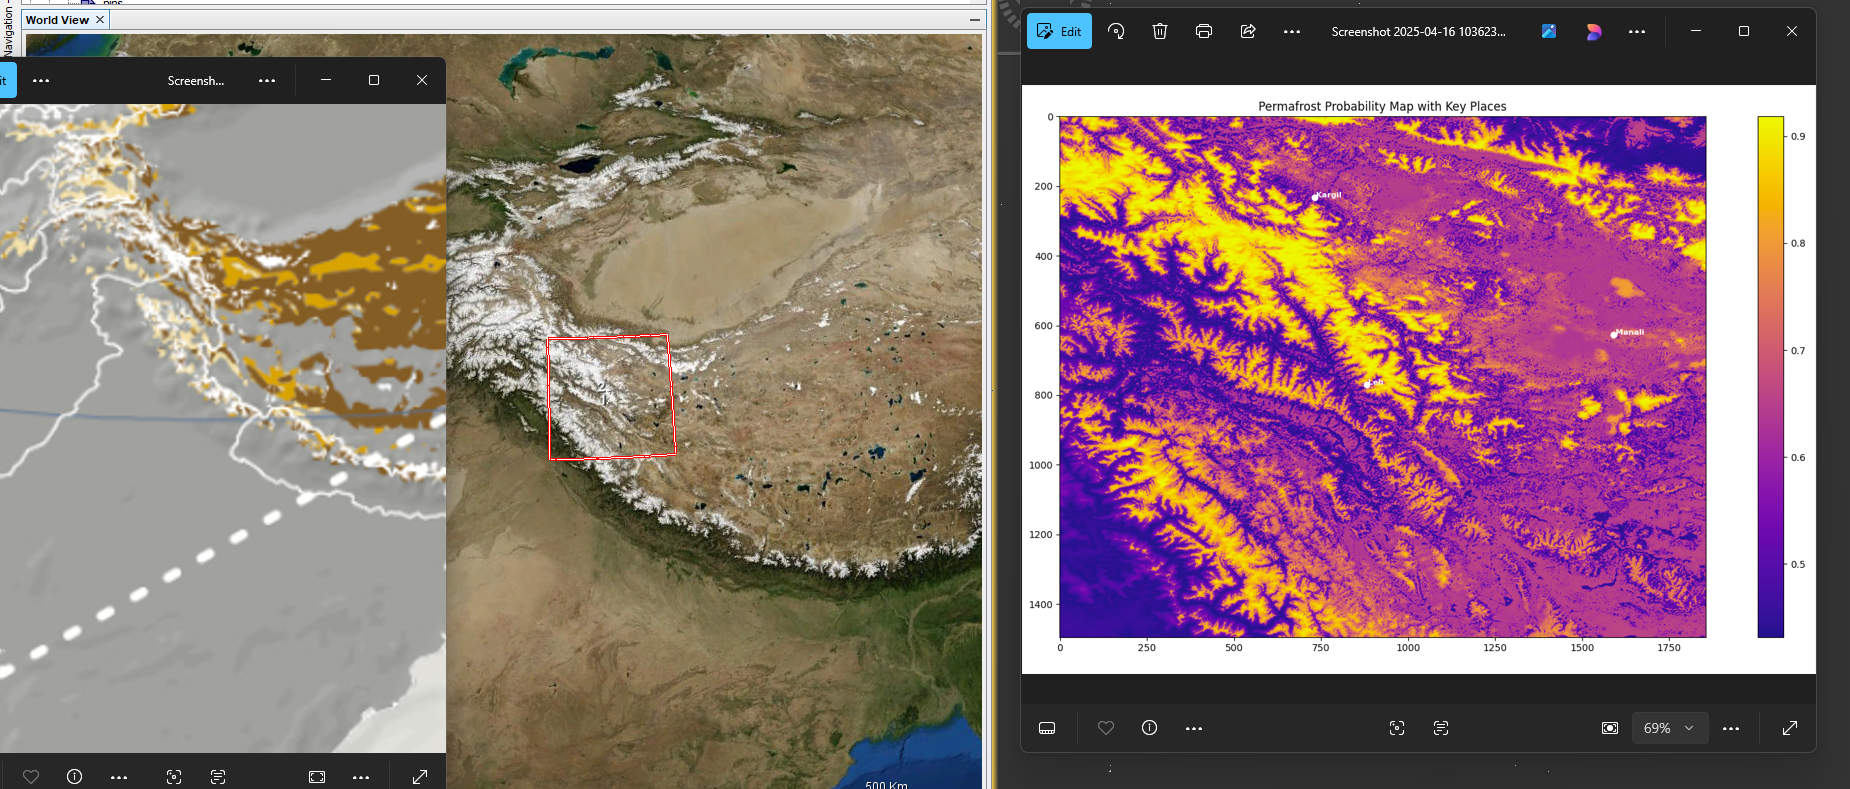 World View ×
Navigation
it
Screensh...
2
1
500 Km
Edit
Screenshot 2025-04-16 103623...
Permafrost Probability Map with Key Places
0
200
400
600
800
1000
1200
1400
0
250
500
750
1000
1250
1500
1750
Kargil
Manali
Leh
0.9
0.8
0.7
0.6
0.5
69%